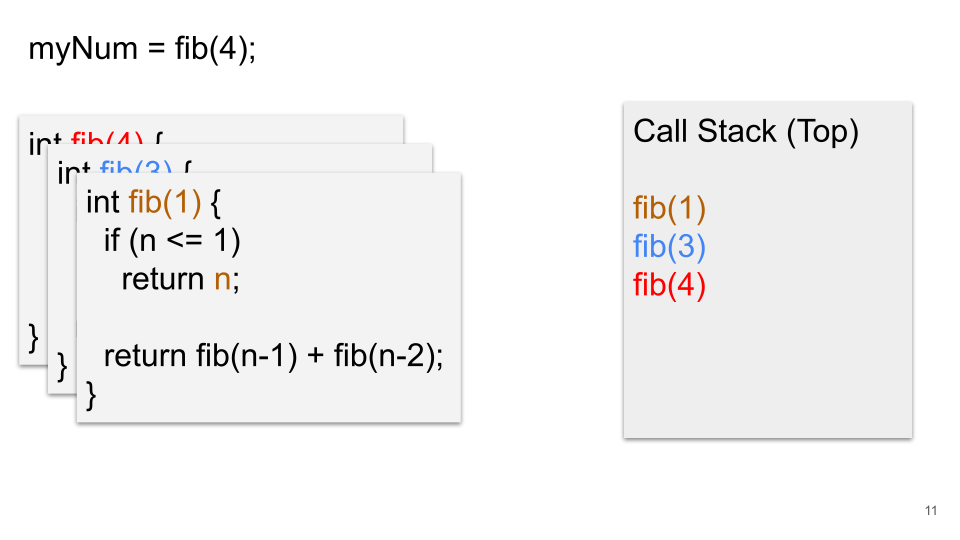 myNum = fib(4);
int fib(4) {
int fib(3) {
int fib(1) {
if (n <= 1)
return n;
return fib(n-1) + fib(n-2);
}
}
}
Call Stack (Top)
fib(1)
fib(3)
fib(4)
11